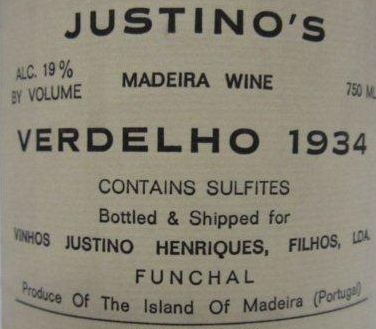 JUSTINO'S
ALC. 19% BY VOLUME
MADEIRA WINE
750 ML
VERDELHO 1934
CONTAINS SULFITES
Bottled & Shipped for
VINHOS JUSTINO HENRIQUES, FILHOS, LDA.
FUNCHAL
Produce Of The Island Of Madeira (Portugal)